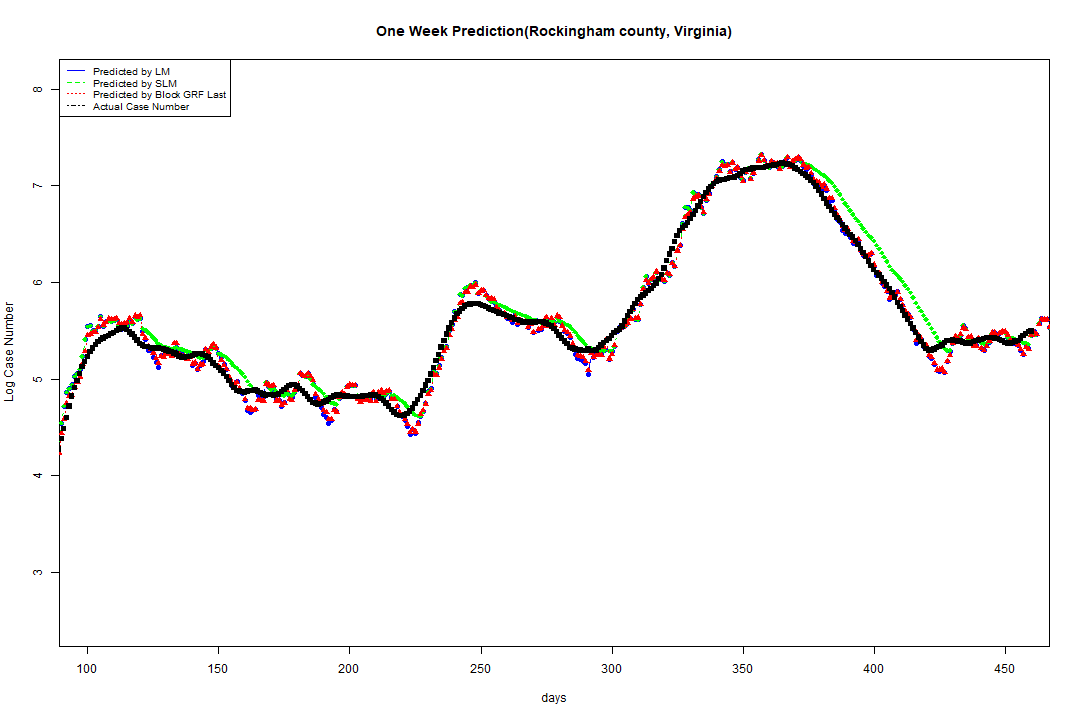 One Week Prediction(Rockingham county, Virginia)
Predicted by LM
Predicted by SLM
Predicted by Block GRF Last
Actual Case Number
8
7
6
5
4
3
Log Case Number
100 150 200 250 300 350 400 450
days